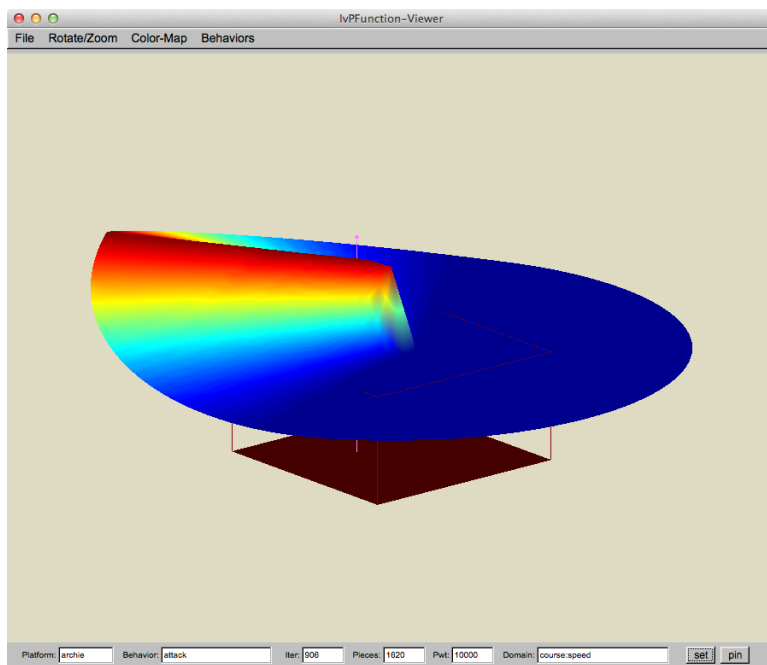 IvPFunction-Viewer
File Rotate/Zoom Color-Map Behaviors
Platform: archie Behavior: attack Iter: 906 Pieces: 1620 Pwt: 10000 Domain: course:speed set pin